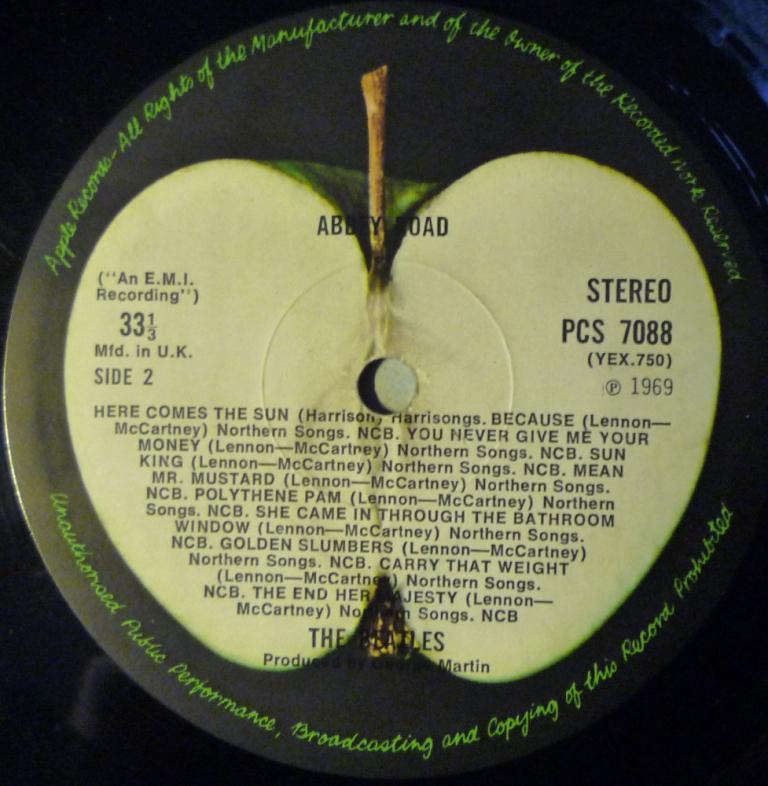 Apple Records-All Rights of the Manufacturer and of the Owner of the Recorded work Reserved
ABBEY ROAD
("An E.M.I.
Recording")
33⅓
Mfd. in U.K.
SIDE 2
STEREO
PCS 7088
(YEX.750)
℗ 1969
HERE COMES THE SUN (Harrison) Harrisongs. BECAUSE (Lennon—
McCartney) Northern Songs. NCB. YOU NEVER GIVE ME YOUR
MONEY (Lennon—McCartney) Northern Songs. NCB. SUN
KING (Lennon—McCartney) Northern Songs. NCB. MEAN
MR. MUSTARD (Lennon—McCartney) Northern Songs.
NCB. POLYTHENE PAM (Lennon—McCartney) Northern
Songs. NCB. SHE CAME IN THROUGH THE BATHROOM
WINDOW (Lennon—McCartney) Northern Songs.
NCB. GOLDEN SLUMBERS (Lennon—McCartney)
Northern Songs. NCB. CARRY THAT WEIGHT
(Lennon—McCartney) Northern Songs.
NCB. THE END HER MAJESTY (Lennon—
McCartney) Northern Songs. NCB
THE BEATLES
Produced by George Martin
Unauthorised Public Performance, Broadcasting and Copying of this Record Prohibited